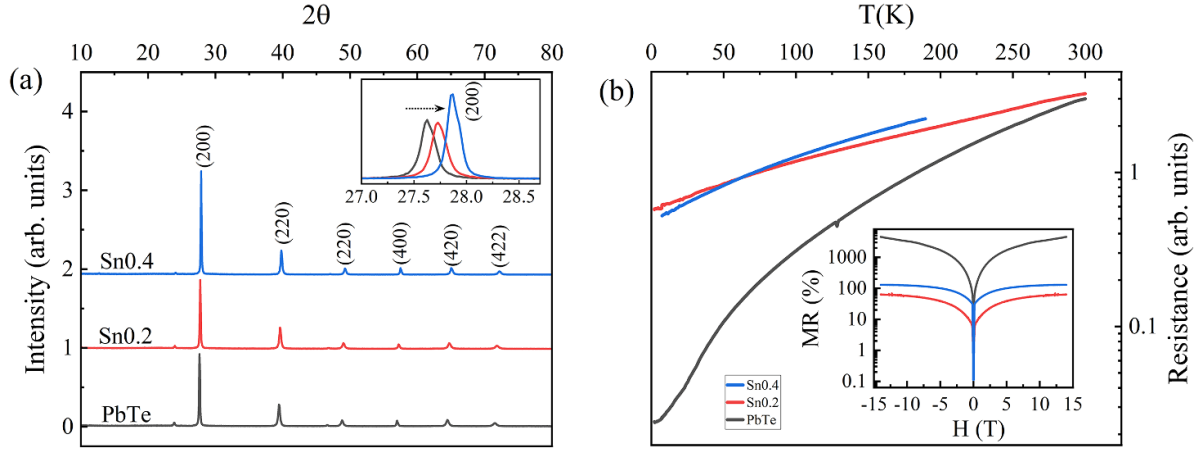 2θ
10 20 30 40 50 60 70 80
(a)
Intensity (arb. units)
4
3
2
1
0
(200)
(220)
(220)
(400)
(420)
(422)
Sn0.4
Sn0.2
PbTe
(200)
27.0 27.5 28.0 28.5
T(K)
0 50 100 150 200 250 300
(b)
Resistance (arb. units)
1
0.1
Sn0.4
Sn0.2
PbTe
MR (%)
1000
100
10
1
0.1
-15 -10 -5 0 5 10 15
H (T)